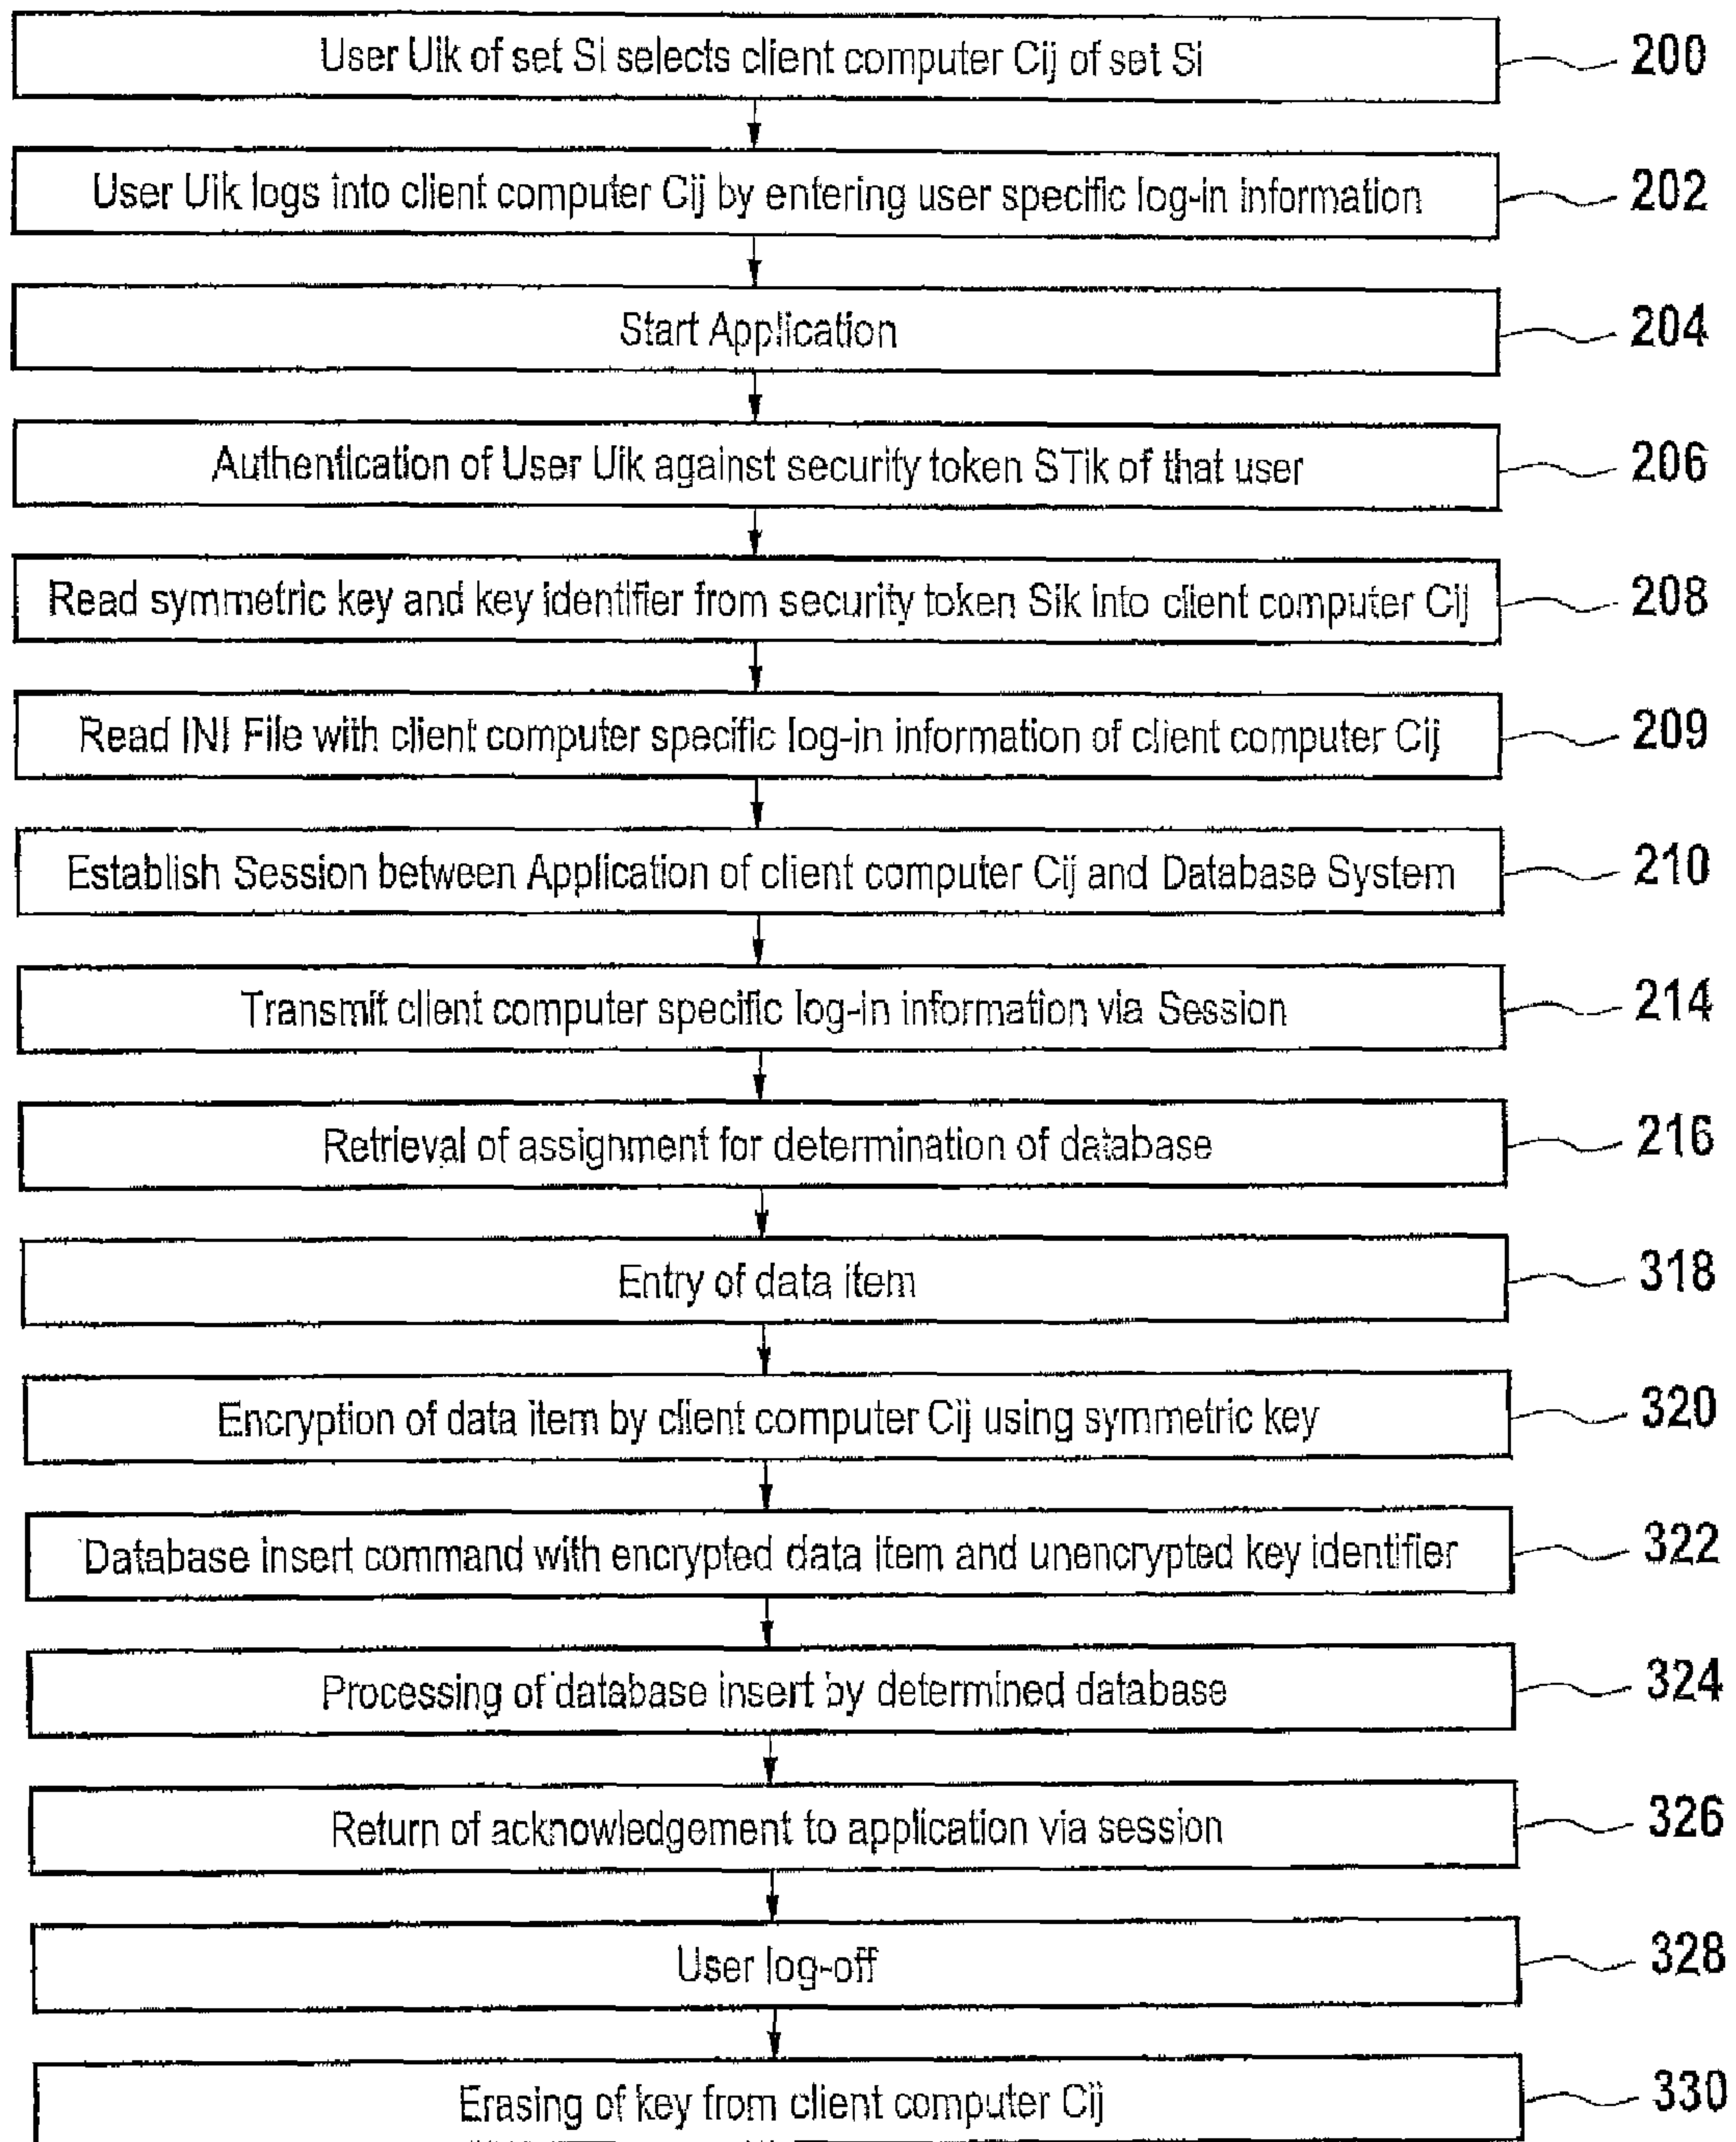 User Uik of set Si selects client computer Cij of set Si 200
User Uik logs into client computer Cij by entering user specific log-in information 202
Start Application 204
Authentication of User Uik against security token STik of that user 206
Read symmetric key and key identifier from security token Sik into client computer Cij 208
Read INI File with client computer specific log-in information of client computer Cij 209
Establish Session between Application of client computer Cij and Database System 210
Transmit client computer specific log-in information via Session 214
Retrieval of assignment for determination of database 216
Entry of data item 318
Encryption of data item by client computer Cij using symmetric key 320
Database insert command with encrypted data item and unencrypted key identifier 322
Processing of database insert by determined database 324
Return of acknowledgement to application via session 326
User log-off 328
Erasing of key from client computer Cij 330